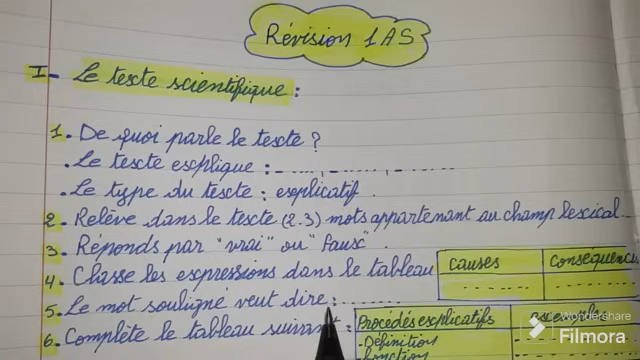 Révision 1AS
I- Le texte scientifique :
1. De quoi parle le texte ?
. Le texte explique : - ...., - ......
. Le type du texte : explicatif
2. Relève dans le texte (2.3) mots appartenant au champ lexical.
3. Réponds par "vrai" ou "faux".
4. Classe les expressions dans le tableau
causes conséquences
5. Le mot souligné veut dire : ........
6. Complète le tableau suivant :
Procédés explicatifs exemples
- Définition
Wondershare
Filmora